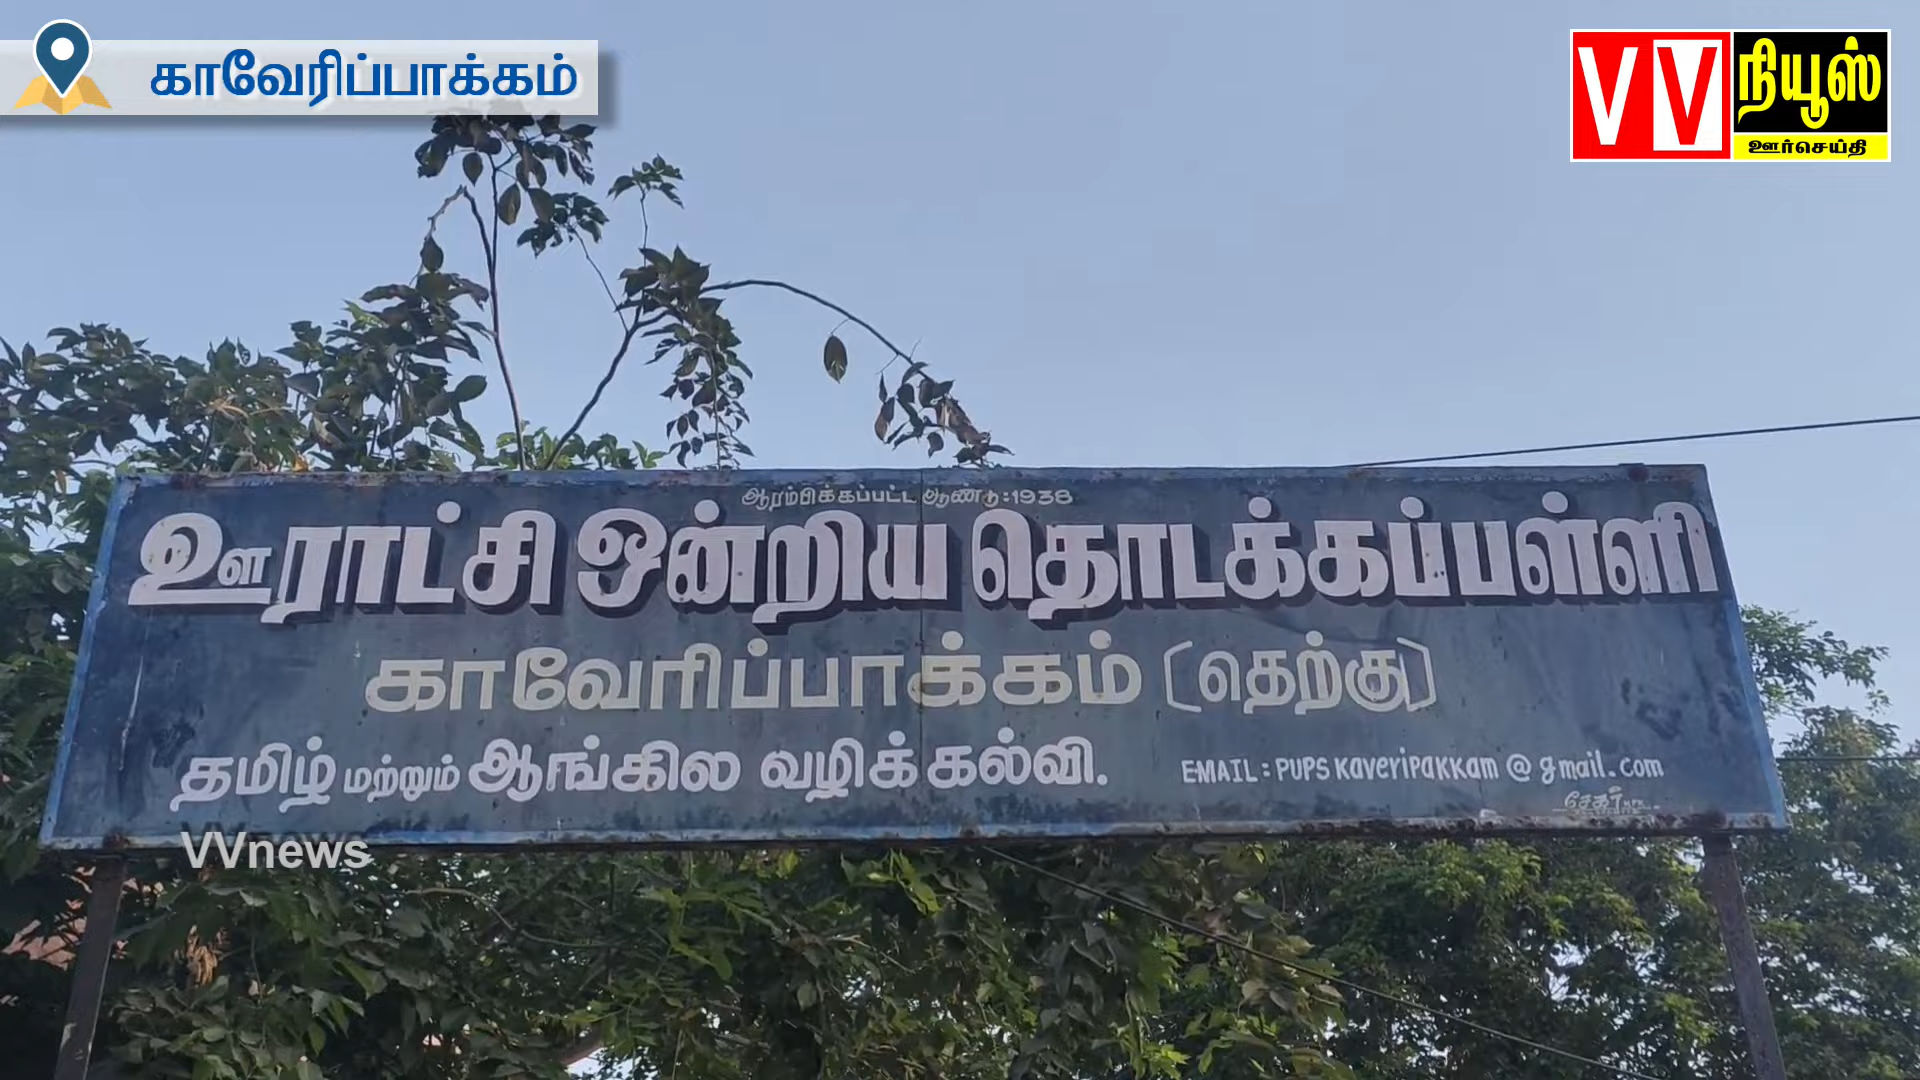 காவேரிப்பாக்கம்
VV நியூஸ்
ஊர்செய்தி
ஆரம்பிக்கப்பட்ட ஆண்டு:1938
ஊராட்சி ஒன்றிய தொடக்கப்பள்ளி
காவேரிப்பாக்கம் (தெற்கு)
தமிழ் மற்றும் ஆங்கில வழிக் கல்வி.
EMAIL: PUPS Kaveripakkam @ gmail.com
சேகர்
VVnews